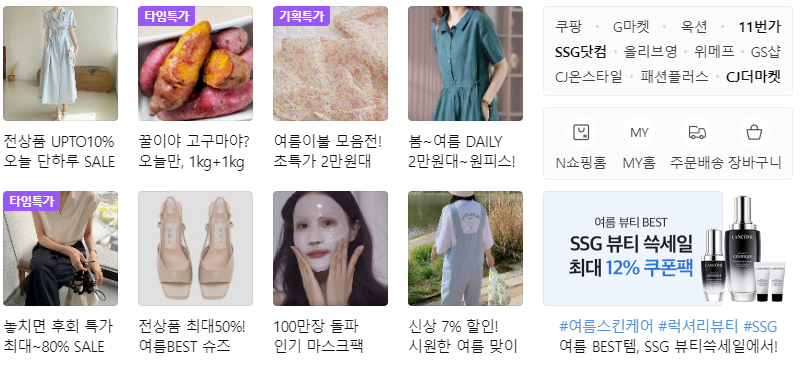 타임특가
기획특가
전상품 UPTO10%
오늘 단하루 SALE
꿀이야 고구마야?
오늘만, 1kg+1kg
여름이불 모음전!
초특가 2만원대
봄~여름 DAILY
2만원대~원피스!
타임특가
놓치면 후회 특가
최대~80% SALE
전상품 최대50%!
여름BEST 슈즈
100만장 돌파
인기 마스크팩
신상 7% 할인!
시원한 여름 맞이
쿠팡 • G마켓 • 옥션 • 11번가
SSG닷컴 • 올리브영 • 위메프 • GS샵
CJ온스타일 • 패션플러스 • CJ더마켓
MY
N쇼핑홈 MY홈 주문배송 장바구니
여름 뷰티 BEST
SSG 뷰티 쓱세일
최대 12% 쿠폰팩
LANCÔME
GENIFIQUE
LANCÔME
GENIFIQUE
#여름스킨케어 #럭셔리뷰티 #SSG
여름 BEST템, SSG 뷰티쓱세일에서!